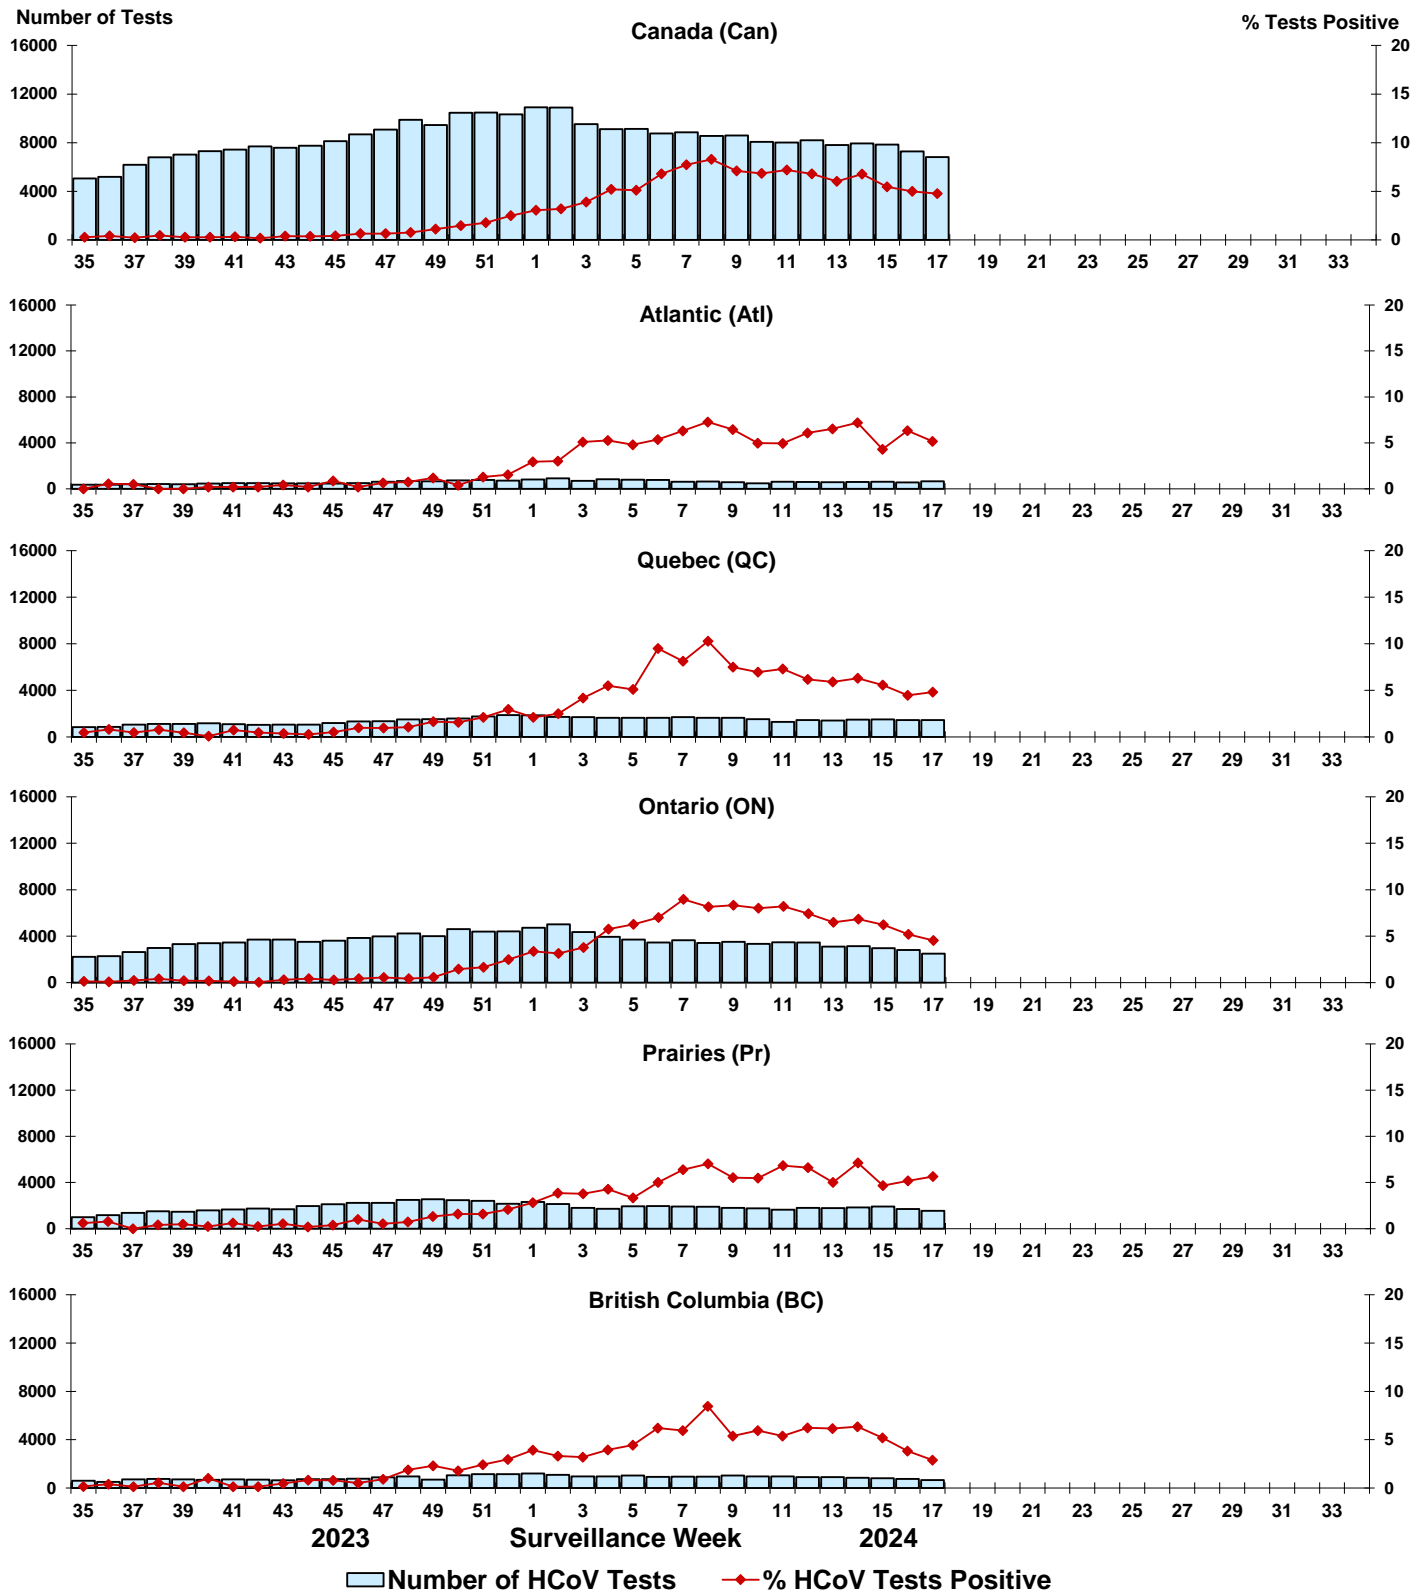 Number of Tests
% Tests Positive
Canada (Can)
16000 20
12000 15
8000 10
4000 5
0 0
35 37 39 41 43 45 47 49 51 1 3 5 7 9 11 13 15 17 19 21 23 25 27 29 31 33
Atlantic (Atl)
16000 20
12000 15
8000 10
4000 5
0 0
35 37 39 41 43 45 47 49 51 1 3 5 7 9 11 13 15 17 19 21 23 25 27 29 31 33
Quebec (QC)
16000 20
12000 15
8000 10
4000 5
0 0
35 37 39 41 43 45 47 49 51 1 3 5 7 9 11 13 15 17 19 21 23 25 27 29 31 33
Ontario (ON)
16000 20
12000 15
8000 10
4000 5
0 0
35 37 39 41 43 45 47 49 51 1 3 5 7 9 11 13 15 17 19 21 23 25 27 29 31 33
Prairies (Pr)
16000 20
12000 15
8000 10
4000 5
0 0
35 37 39 41 43 45 47 49 51 1 3 5 7 9 11 13 15 17 19 21 23 25 27 29 31 33
British Columbia (BC)
16000 20
12000 15
8000 10
4000 5
0 0
35 37 39 41 43 45 47 49 51 1 3 5 7 9 11 13 15 17 19 21 23 25 27 29 31 33
2023 Surveillance Week 2024
Number of HCoV Tests % HCoV Tests Positive